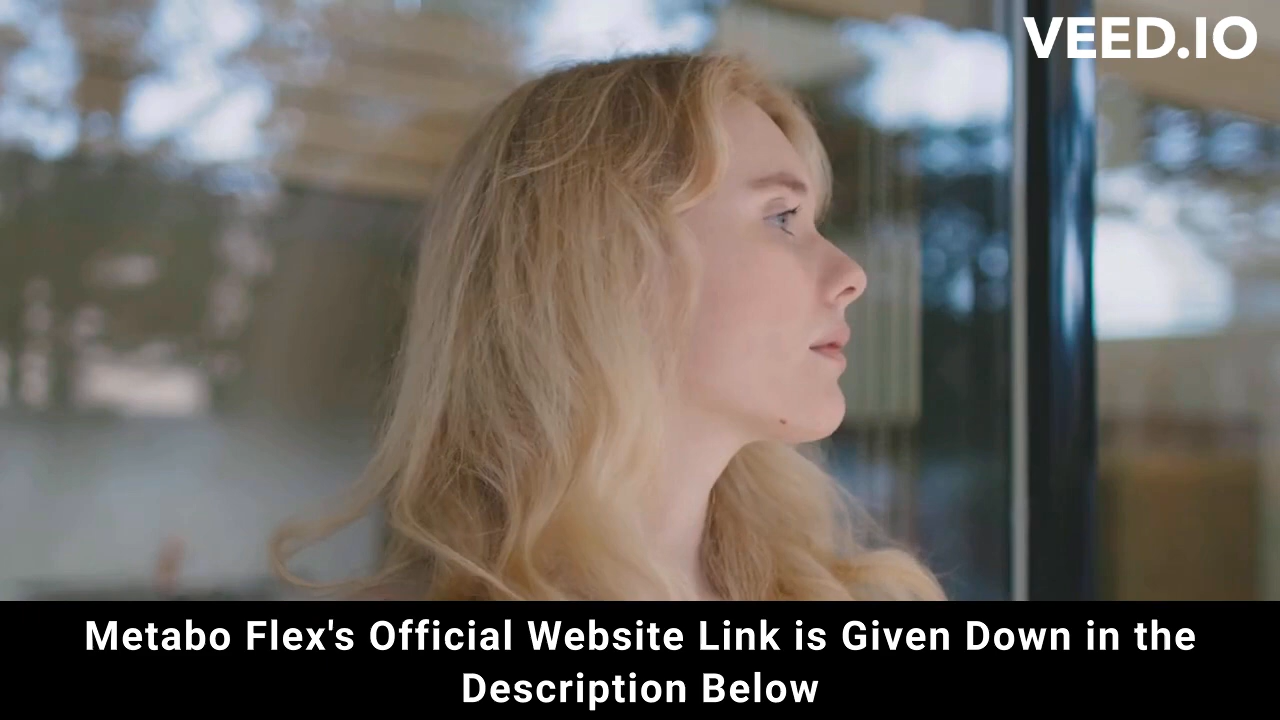 VEED.IO
Metabo Flex's Official Website Link is Given Down in the
Description Below